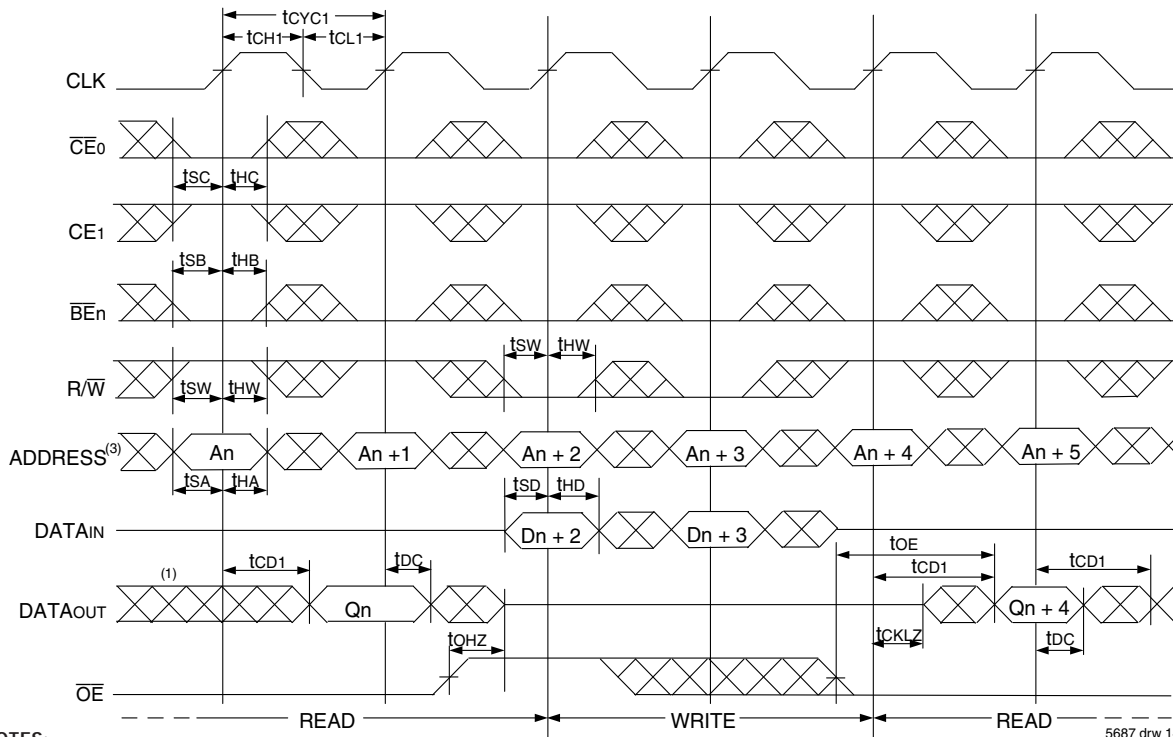 tCYC1
tCH1 tCL1
CLK
CE0
tSC tHC
CE1
tSB tHB
BEn
tSW tHW
R/W
tSW tHW
ADDRESS(3) An An +1 An + 2 An + 3 An + 4 An + 5
tSA tHA tSD tHD
DATAIN Dn + 2 Dn + 3
tOE
(1) tCD1 tDC tCD1 tCD1
DATAOUT Qn Qn + 4
tOHZ tCKLZ tDC
OE
READ WRITE READ
5687 drw 1